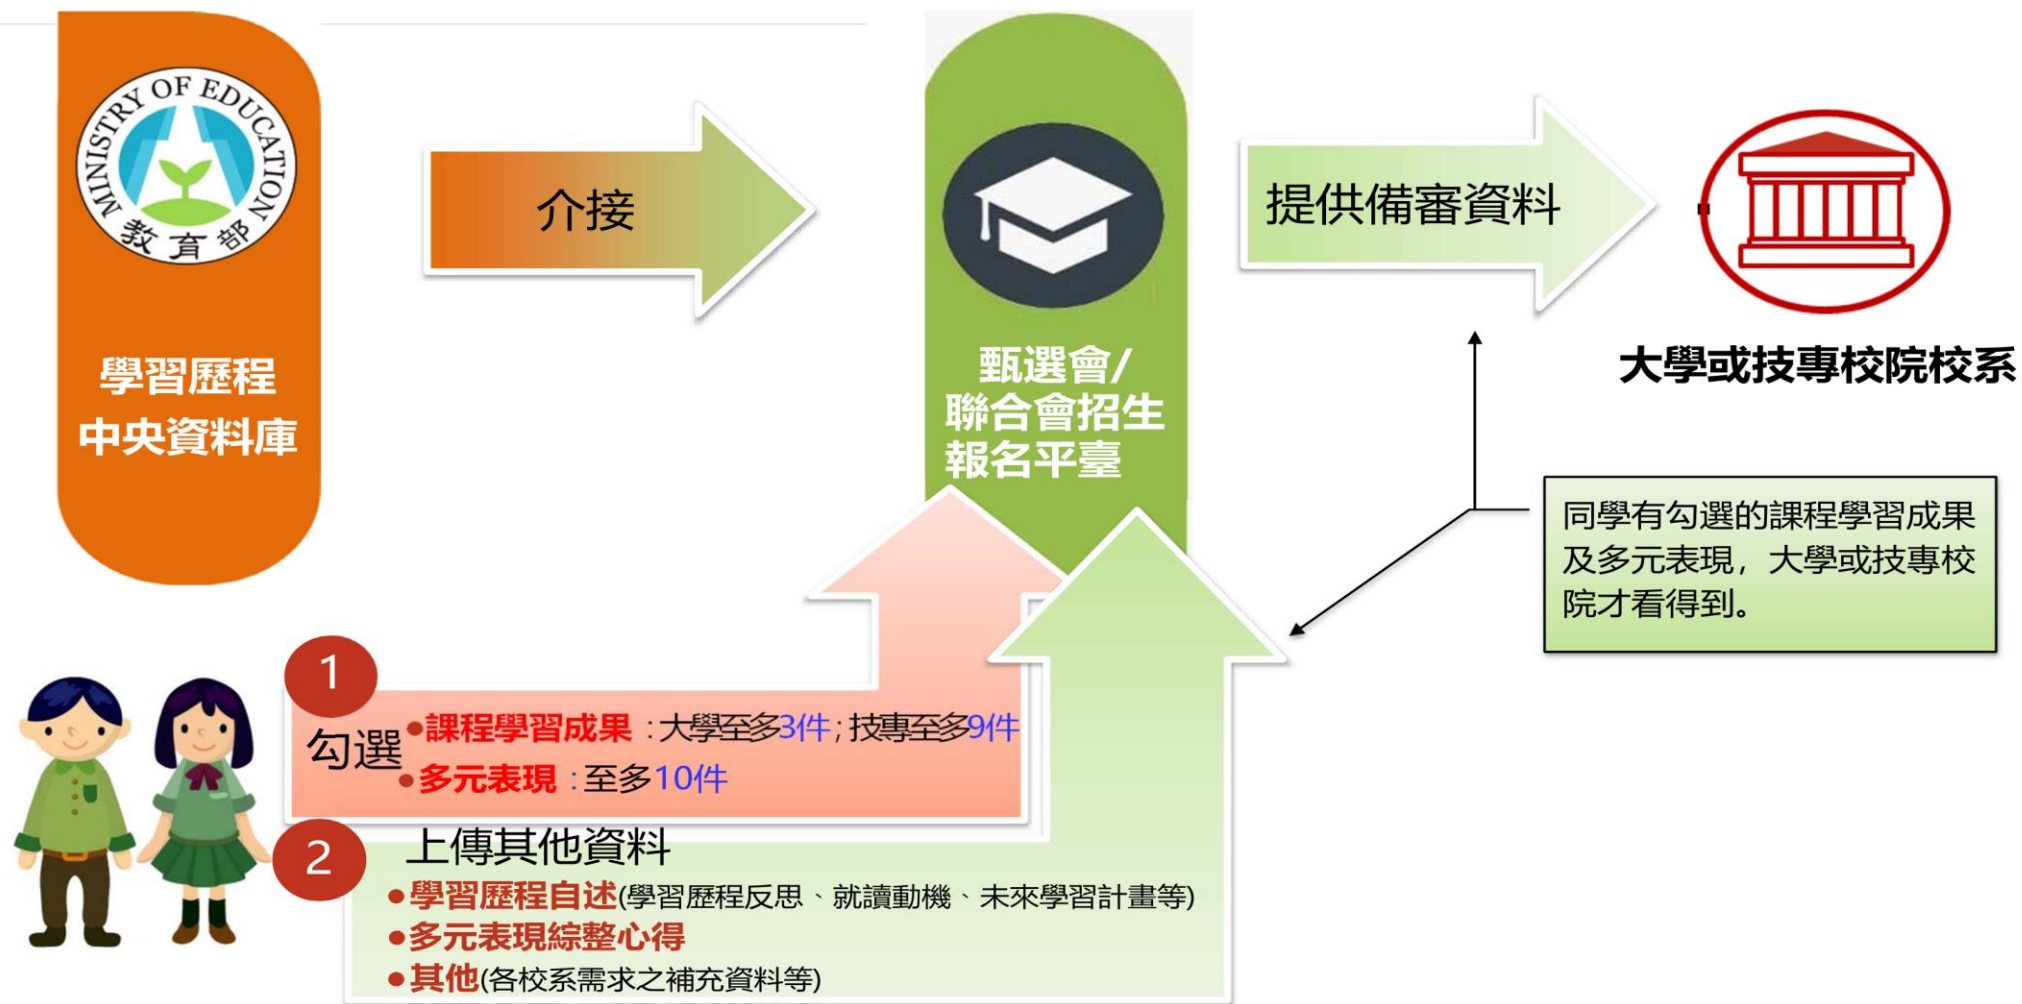 MINISTRY OF EDUCATION
教育部
學習歷程
中央資料庫
介接
甄選會/
聯合會招生
報名平臺
提供備審資料
大學或技專校院校系
同學有勾選的課程學習成果
及多元表現，大學或技專校
院才看得到。
1
勾選
●課程學習成果：大學至多3件；技專至多9件
●多元表現：至多10件
2
上傳其他資料
●學習歷程自述(學習歷程反思、就讀動機、未來學習計畫等)
●多元表現綜整心得
●其他(各校系需求之補充資料等)